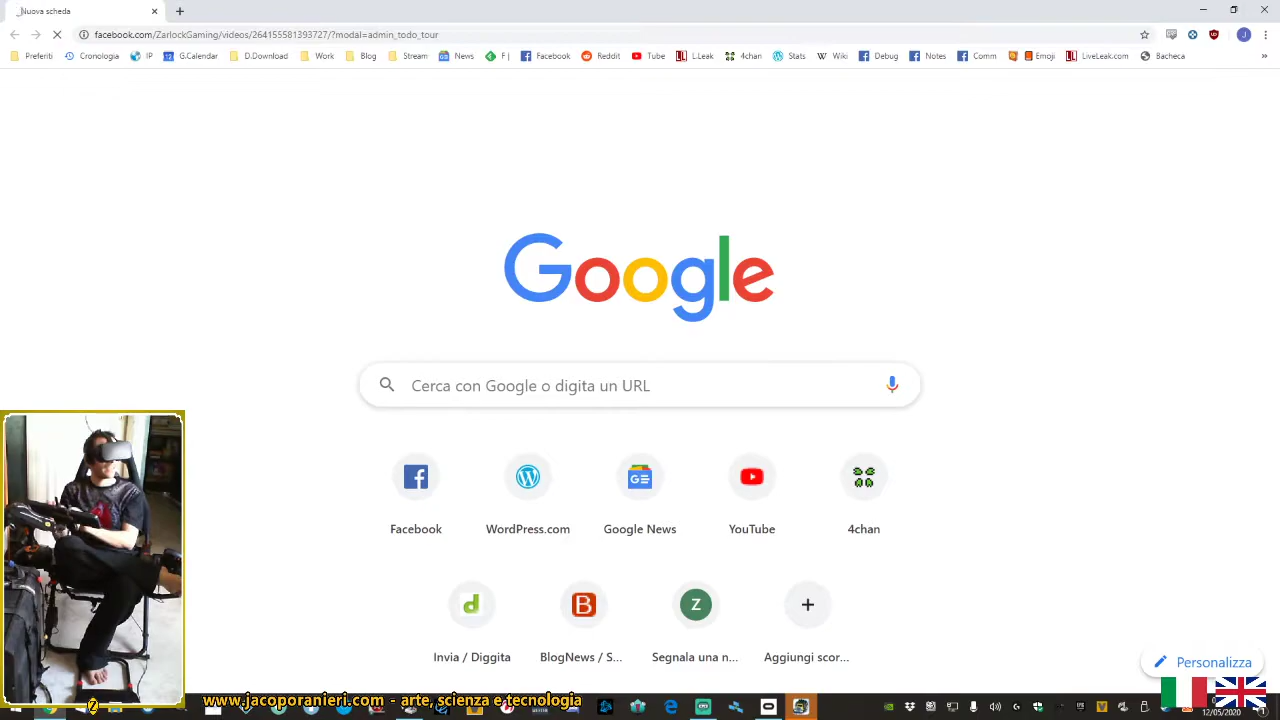 Nuova scheda
facebook.com/ZarlockGaming/videos/264155581393727/?modal=admin_todo_tour
Preferiti Cronologia IP G.Calendar D.Download Work Blog Stream News F | Facebook Reddit Tube L.Leak 4chan Stats Wiki Debug Notes Comm Emoji LiveLeak.com Bacheca »
Google
Cerca con Google o digita un URL
Facebook WordPress.com Google News YouTube 4chan
Invia / Diggita BlogNews / S... Segnala una n... Aggiungi scor...
Personalizza
www.jacoporanieri.com - arte, scienza e tecnologia
12/05/2020